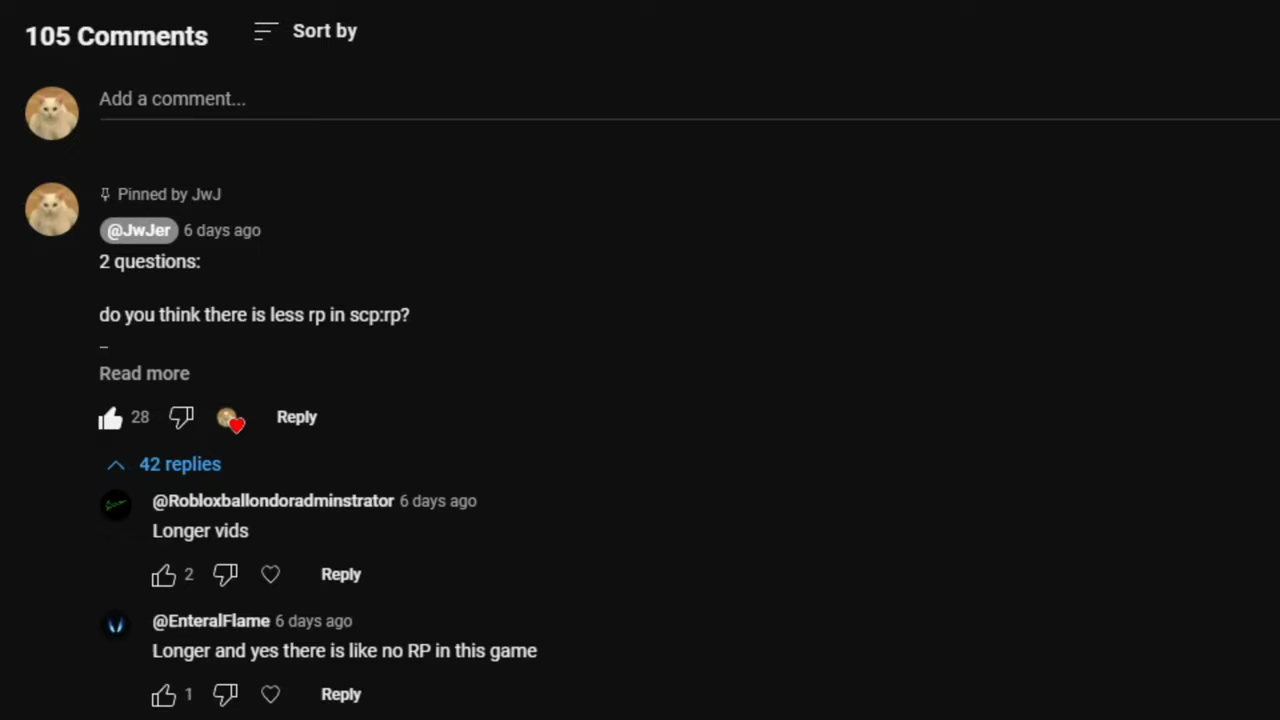 105 Comments
Sort by
Add a comment...
Pinned by JwJ
@JwJer 6 days ago
2 questions:
do you think there is less rp in scp:rp?
_
Read more
28 Reply
42 replies
@Robloxballondoradminstrator 6 days ago
Longer vids
2 Reply
@EnteralFlame 6 days ago
Longer and yes there is like no RP in this game
1 Reply